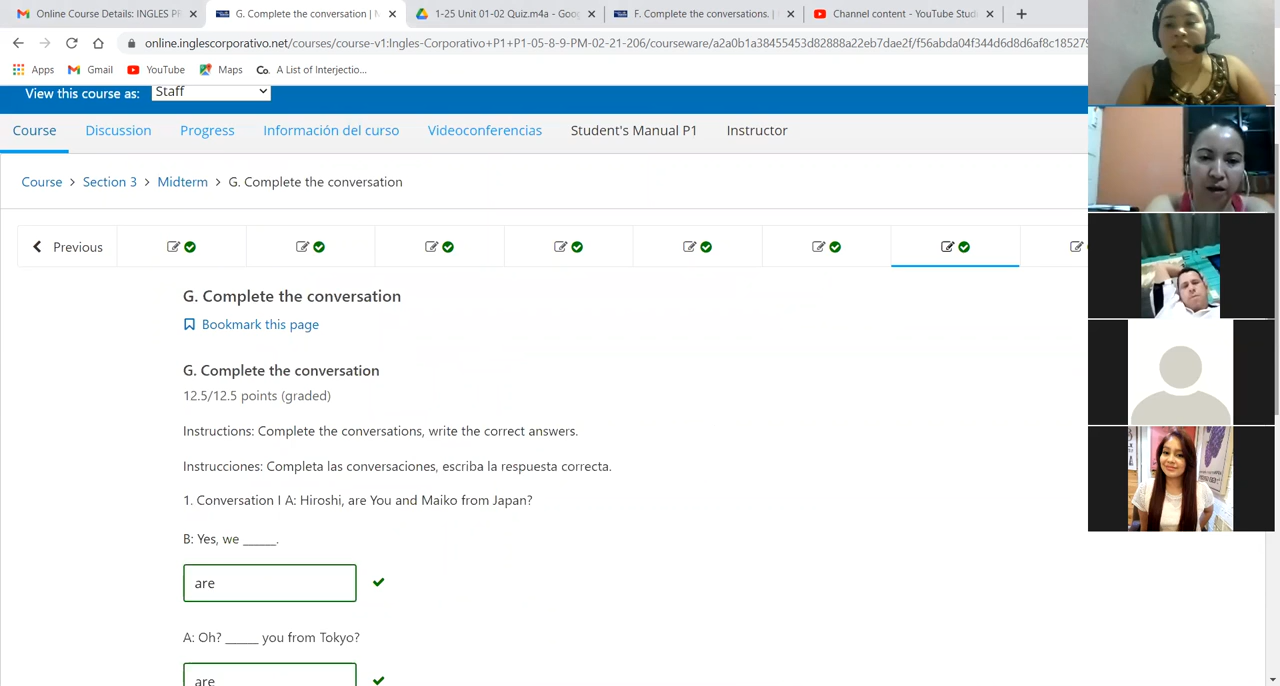 Online Course Details: INGLES PR
G. Complete the conversation | M
1-25 Unit 01-02 Quiz.m4a - Goo
F. Complete the conversations. |
Channel content - YouTube Stud
online.inglescorporativo.net/courses/course-v1:Ingles-Corporativo+P1+P1-05-8-9-PM-02-21-206/courseware/a2a0b1a38455453d82888a22eb7dae2f/f56abda04f344d6d8d6af8c18527
Apps Gmail YouTube Maps Co. A List of Interjectio...
View this course as: Staff
Course Discussion Progress Información del curso Videoconferencias Student's Manual P1 Instructor
Course > Section 3 > Midterm > G. Complete the conversation
Previous
G. Complete the conversation
Bookmark this page
G. Complete the conversation
12.5/12.5 points (graded)
Instructions: Complete the conversations, write the correct answers.
Instrucciones: Completa las conversaciones, escriba la respuesta correcta.
1. Conversation I A: Hiroshi, are You and Maiko from Japan?
B: Yes, we _____.
are
A: Oh? _____ you from Tokyo?
are